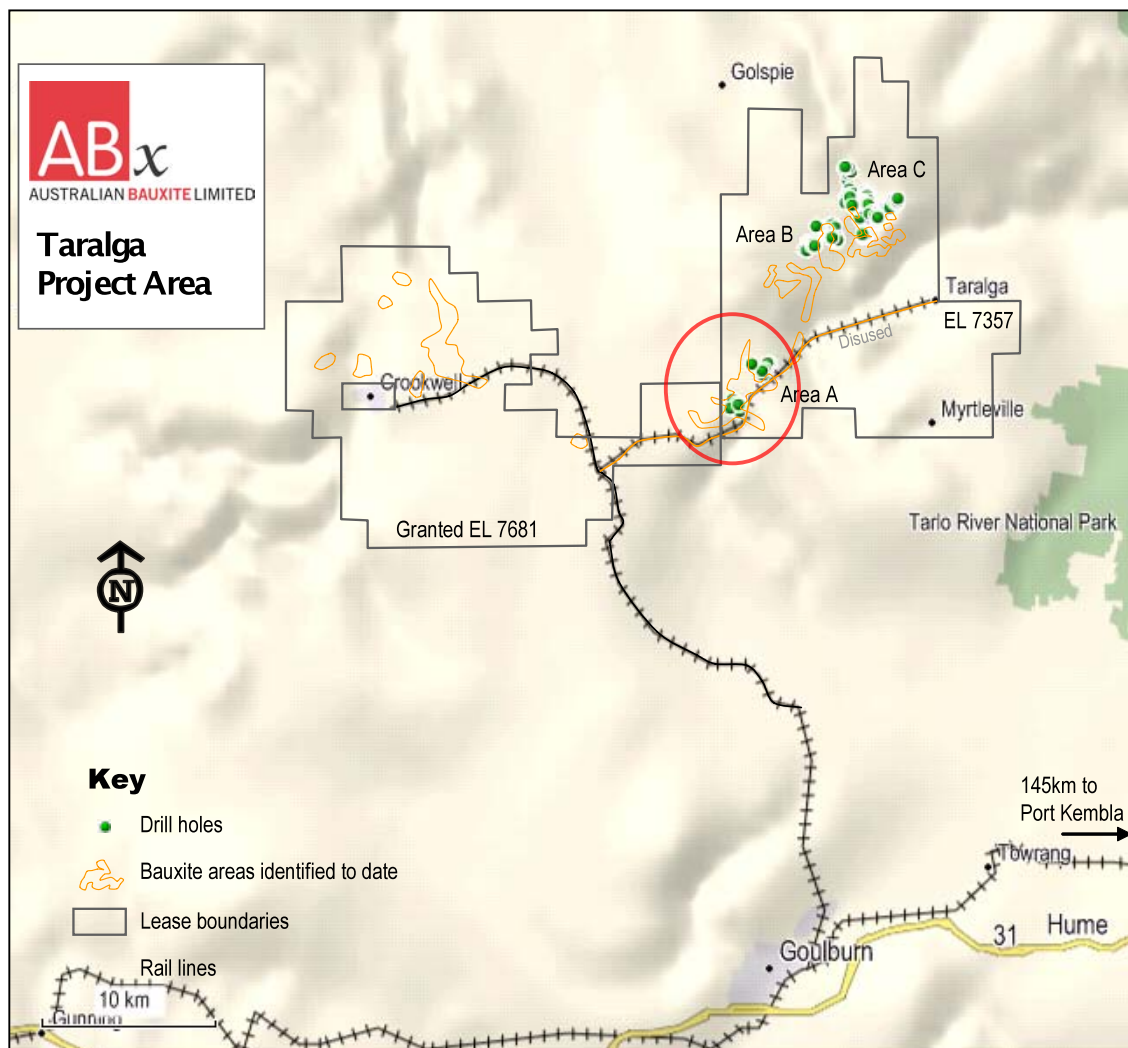 ABx
AUSTRALIAN BAUXITE LIMITED
Taralga
Project Area
Golspie
Area C
Area B
Taralga
EL 7357
Disused
Area A
Crookwell
Myrtleville
Granted EL 7681
Tarlo River National Park
N
145km to
Port Kembla
Towrang
31 Hume
Goulburn
Key
Drill holes
Bauxite areas identified to date
Lease boundaries
Rail lines
10 km
Gunning